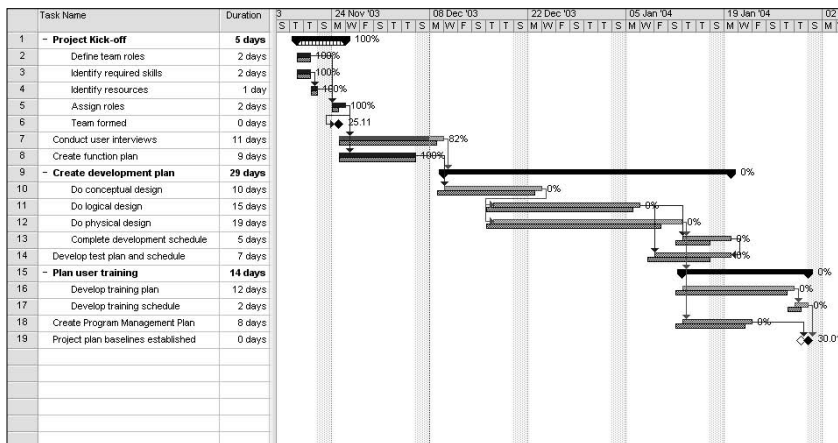 Task Name Duration 3 24 Nov '03 08 Dec '03 22 Dec '03 05 Jan '04 19 Jan '04 02
S T T S M W F S T T S M W F S T T S M W F S T T S M W F S T T S M W F S T T S M
1 − Project Kick-off 5 days 100%
2 Define team roles 2 days 100%
3 Identify required skills 2 days 100%
4 Identify resources 1 day 100%
5 Assign roles 2 days 100%
6 Team formed 0 days 25.11
7 Conduct user interviews 11 days 82%
8 Create function plan 9 days 100%
9 − Create development plan 29 days 0%
10 Do conceptual design 10 days 0%
11 Do logical design 15 days 0%
12 Do physical design 19 days 0%
13 Complete development schedule 5 days 0%
14 Develop test plan and schedule 7 days 0%
15 − Plan user training 14 days 0%
16 Develop training plan 12 days 0%
17 Develop training schedule 2 days 0%
18 Create Program Management Plan 8 days 0%
19 Project plan baselines established 0 days 30.0